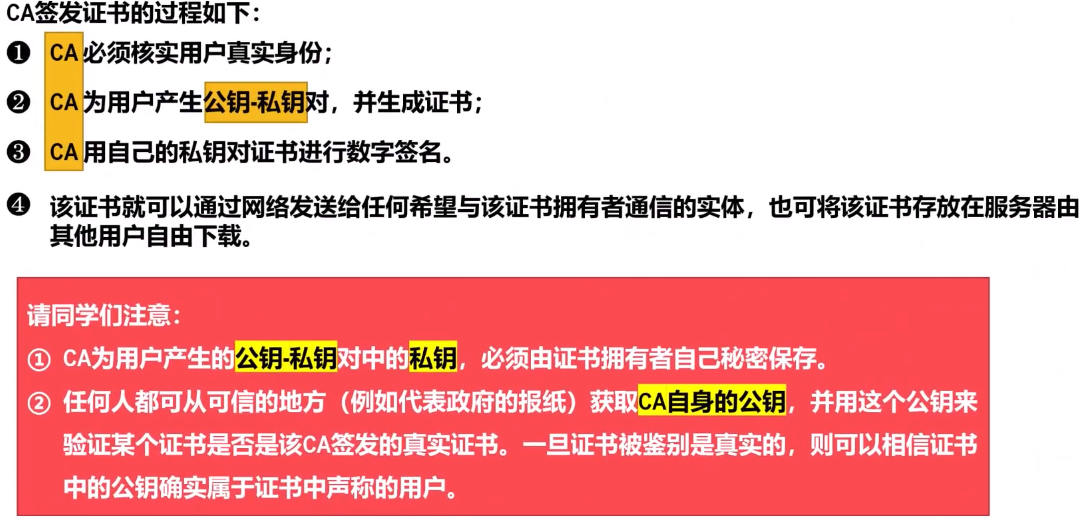 CA签发证书的过程如下：
❶ CA必须核实用户真实身份；
❷ CA为用户产生公钥-私钥对，并生成证书；
❸ CA用自己的私钥对证书进行数字签名。
❹ 该证书就可以通过网络发送给任何希望与该证书拥有者通信的实体，也可将该证书存放在服务器由
其他用户自由下载。
请同学们注意：
① CA为用户产生的公钥-私钥对中的私钥，必须由证书拥有者自己秘密保存。
② 任何人都可从可信的地方（例如代表政府的报纸）获取CA自身的公钥，并用这个公钥来
验证某个证书是否是该CA签发的真实证书。一旦证书被鉴别是真实的，则可以相信证书
中的公钥确实属于证书中声称的用户。